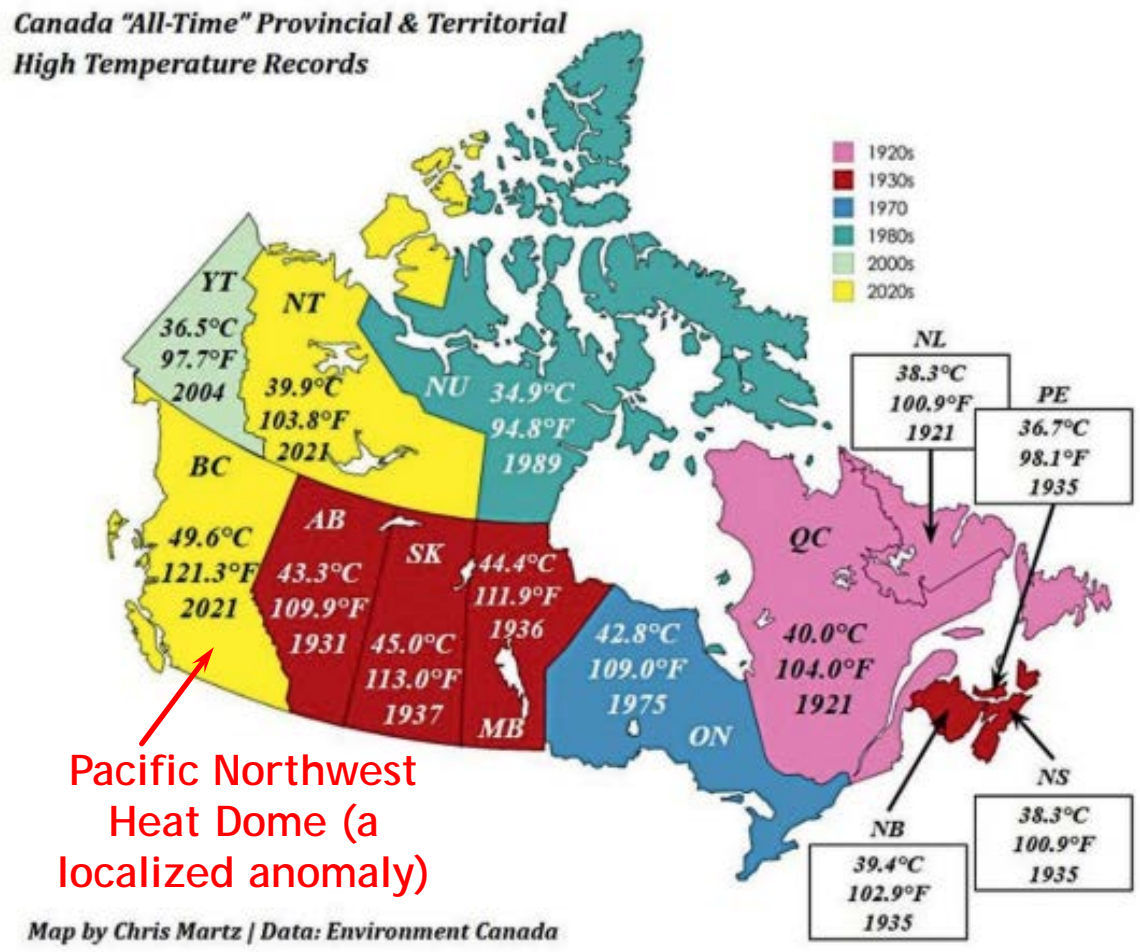 Canada “All-Time” Provincial & Territorial
High Temperature Records
1920s
1930s
1970
1980s
2000s
2020s
YT
36.5°C
97.7°F
2004
NT
39.9°C
103.8°F
2021
NU
34.9°C
94.8°F
1989
NL
38.3°C
100.9°F
1921
PE
36.7°C
98.1°F
1935
BC
49.6°C
121.3°F
2021
AB
43.3°C
109.9°F
1931
SK
45.0°C
113.0°F
1937
44.4°C
111.9°F
1936
MB
42.8°C
109.0°F
1975
ON
QC
40.0°C
104.0°F
1921
Pacific Northwest
Heat Dome (a
localized anomaly)
NB
39.4°C
102.9°F
1935
NS
38.3°C
100.9°F
1935
Map by Chris Martz | Data: Environment Canada